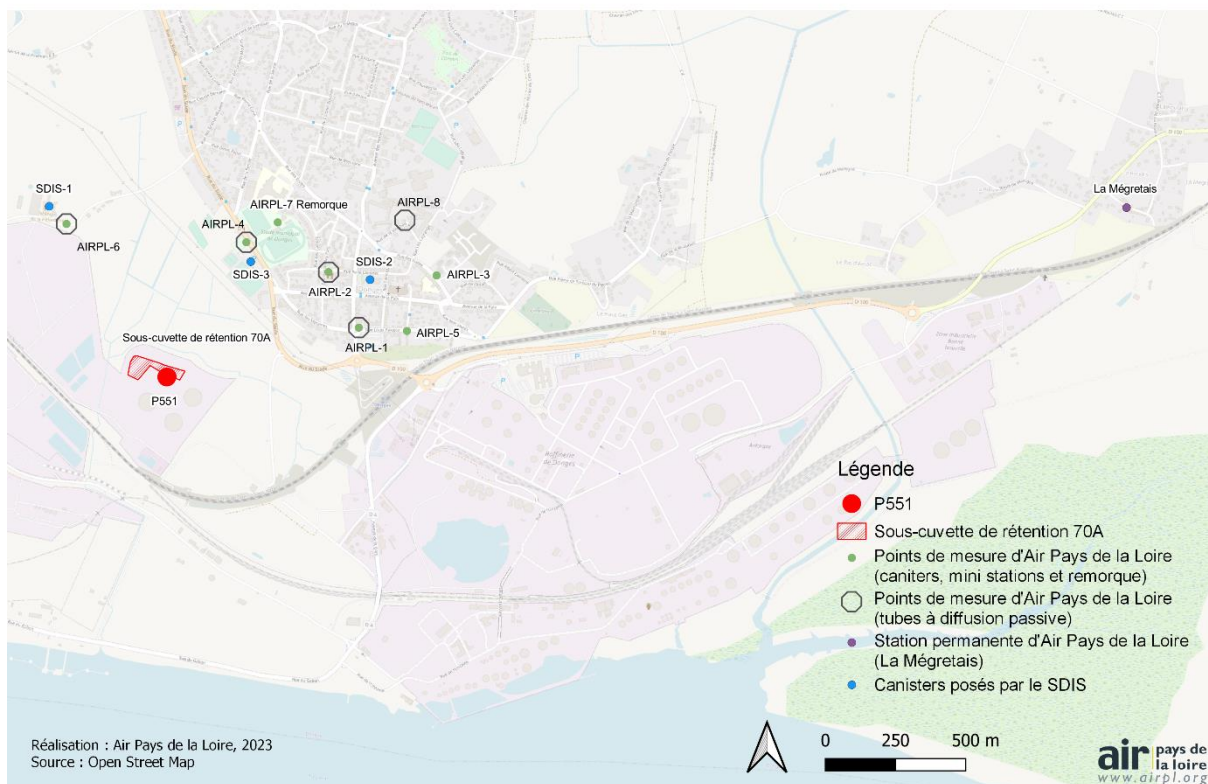 SDIS-1
AIRPL-6
AIRPL-7 Remorque
AIRPL-8
AIRPL-4
SDIS-3
SDIS-2
AIRPL-2
AIRPL-3
AIRPL-1
AIRPL-5
La Mégretais
Sous-cuvette de rétention 70A
P551
Raffinerie
de Donges
Légende
P551
Sous-cuvette de rétention 70A
Points de mesure d'Air Pays de la Loire
(caniters, mini stations et remorque)
Points de mesure d'Air Pays de la Loire
(tubes à diffusion passive)
Station permanente d'Air Pays de la Loire
(La Mégretais)
Canisters posés par le SDIS
Réalisation : Air Pays de la Loire, 2023
Source : Open Street Map
0 250 500 m
air pays de
la loire
www.airpl.org